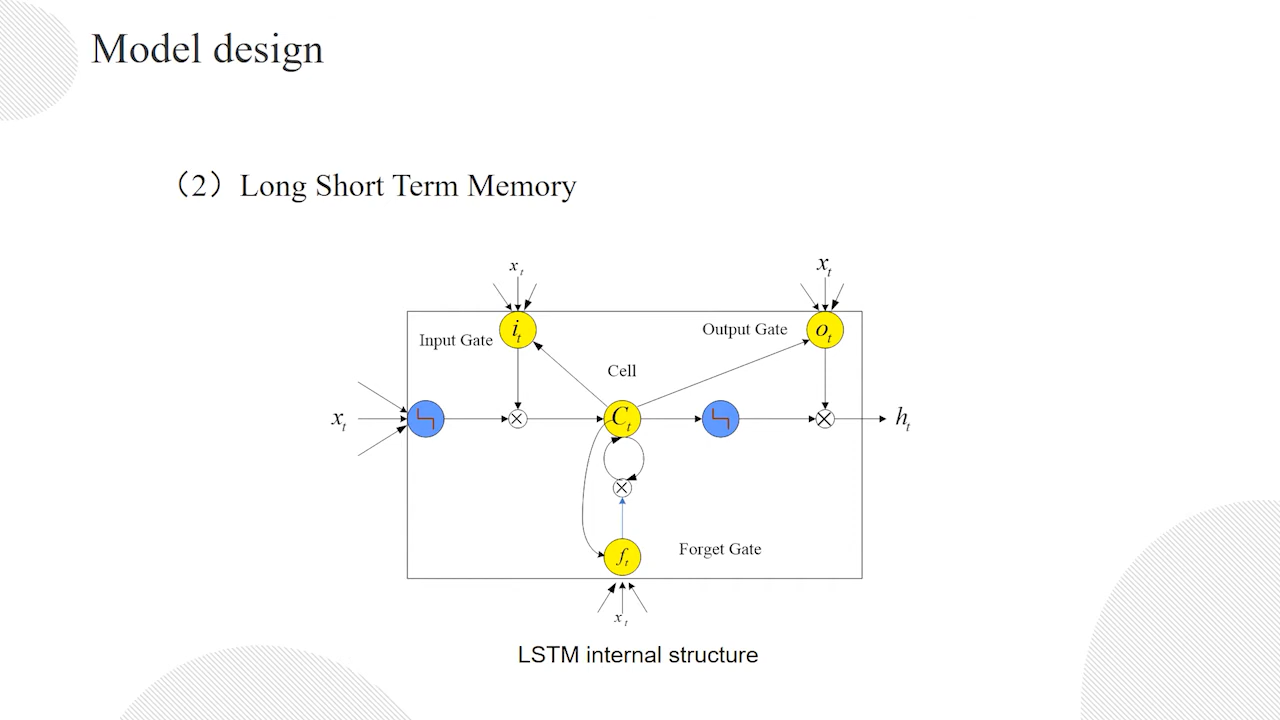 Model design
（2）Long Short Term Memory
x_t
x_t
i_t
Output Gate
o_t
Input Gate
Cell
x_t
C_t
h_t
f_t
Forget Gate
x_t
LSTM internal structure